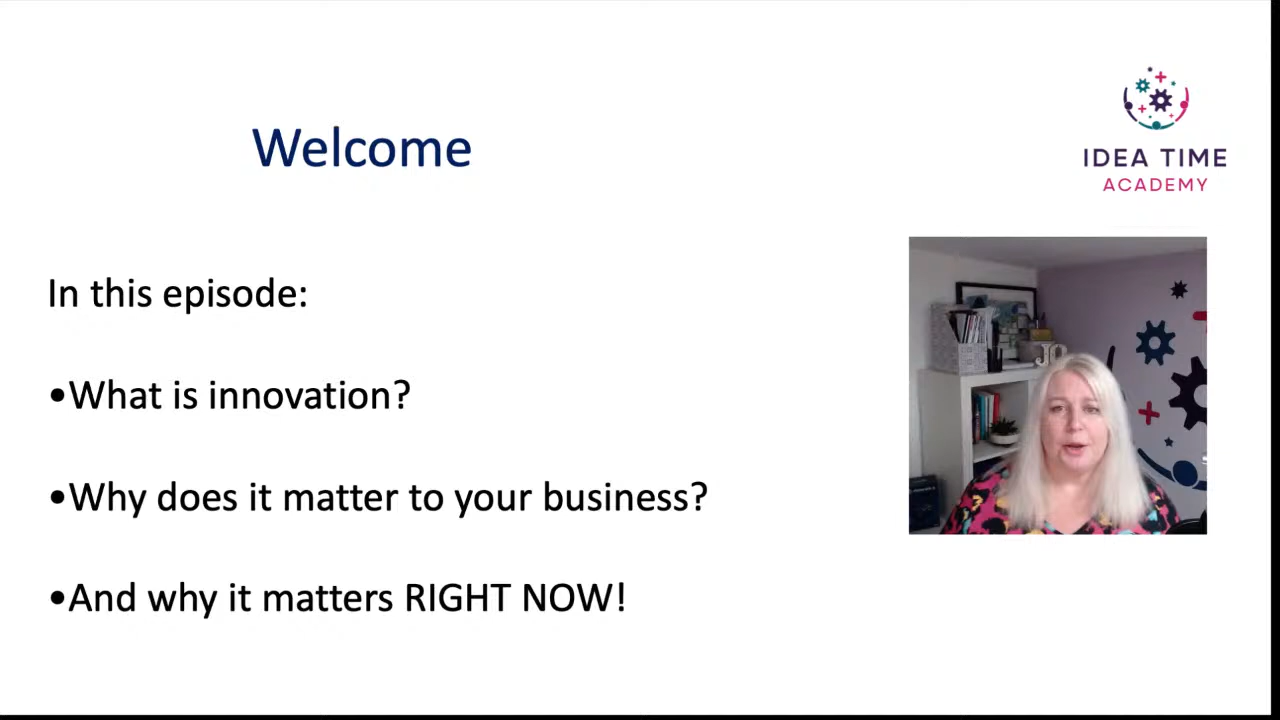 Welcome
IDEA TIME
ACADEMY
In this episode:
•What is innovation?
JO
•Why does it matter to your business?
•And why it matters RIGHT NOW!